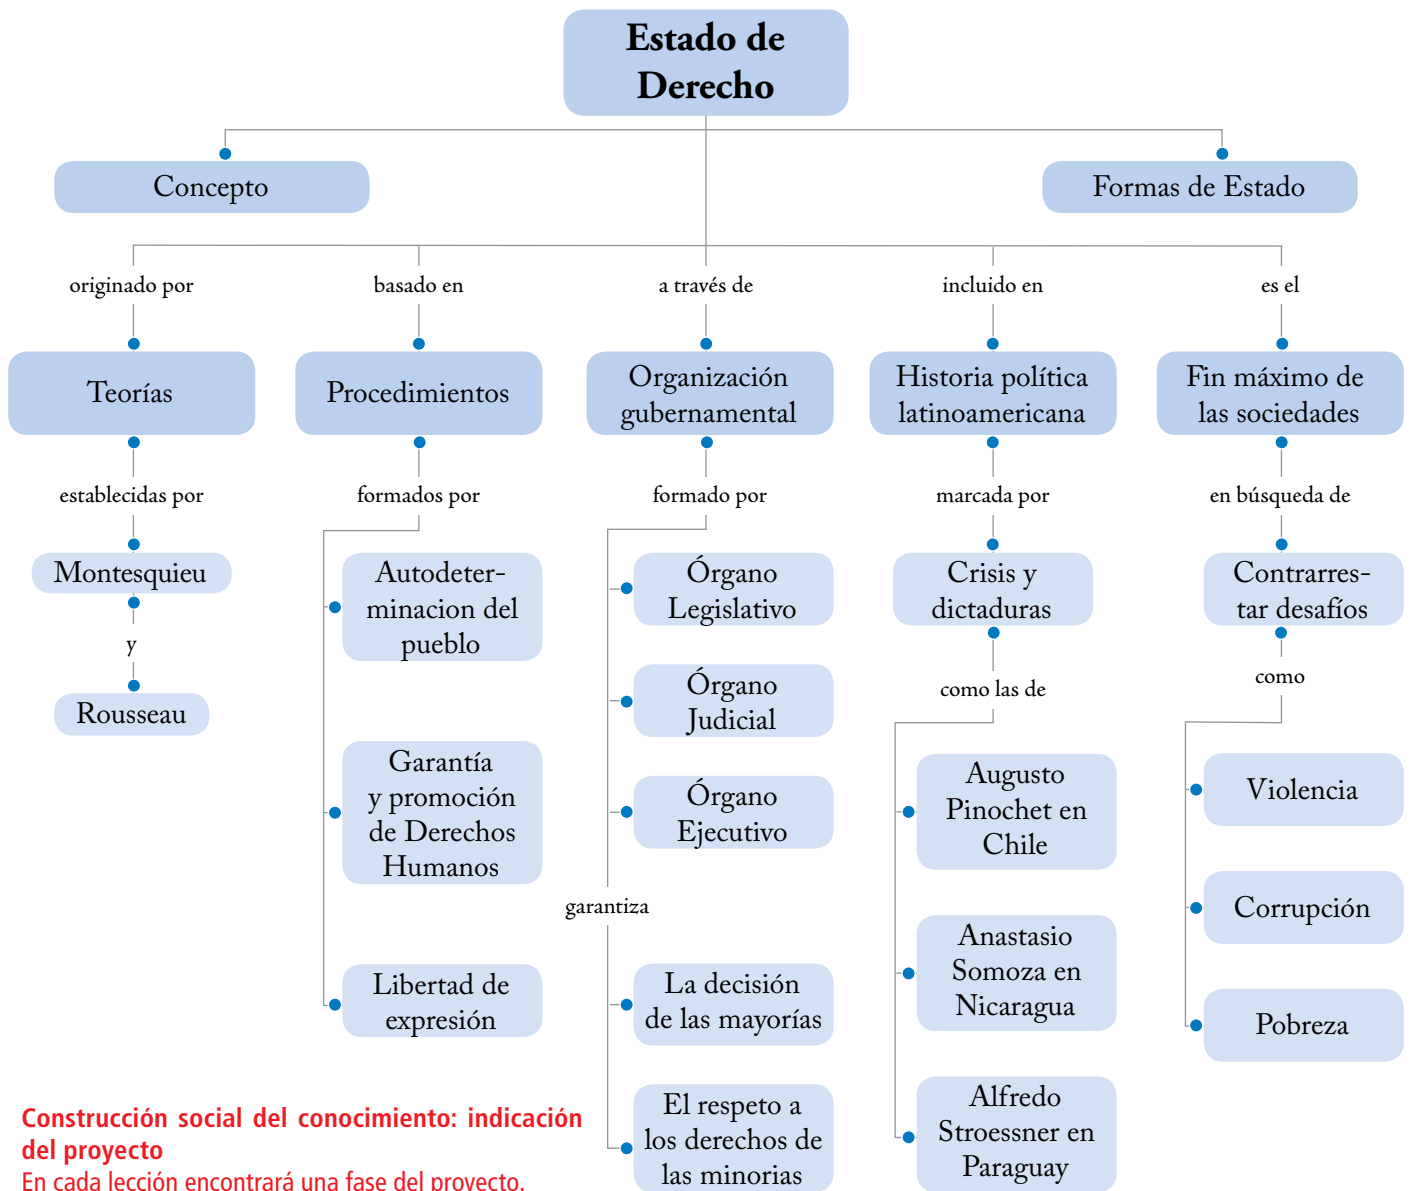 Estado de
Derecho
Concepto
Formas de Estado
originado por
basado en
a través de
incluido en
es el
Teorías
Procedimientos
Organización
gubernamental
Historia política
latinoamericana
Fin máximo de
las sociedades
establecidas por
formados por
formado por
marcada por
en búsqueda de
Montesquieu
y
Rousseau
Autodeter-
minacion del
pueblo
Garantía
y promoción
de Derechos
Humanos
Libertad de
expresión
Órgano
Legislativo
Órgano
Judicial
Órgano
Ejecutivo
garantiza
La decisión
de las mayorías
El respeto a
los derechos de
las minorias
Crisis y
dictaduras
como las de
Augusto
Pinochet en
Chile
Anastasio
Somoza en
Nicaragua
Alfredo
Stroessner en
Paraguay
Contrarres-
tar desafíos
como
Violencia
Corrupción
Pobreza
Construcción social del conocimiento: indicación
del proyecto
En cada lección encontrará una fase del proyecto.